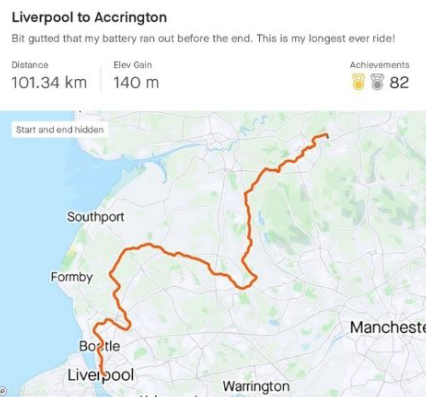 Liverpool to Accrington
Bit gutted that my battery ran out before the end. This is my longest ever ride!
Distance
101.34 km
Elev Gain
140 m
Achievements
82
Start and end hidden
Southport
Formby
Bootle
Mancheste
Liverpool
Warrington